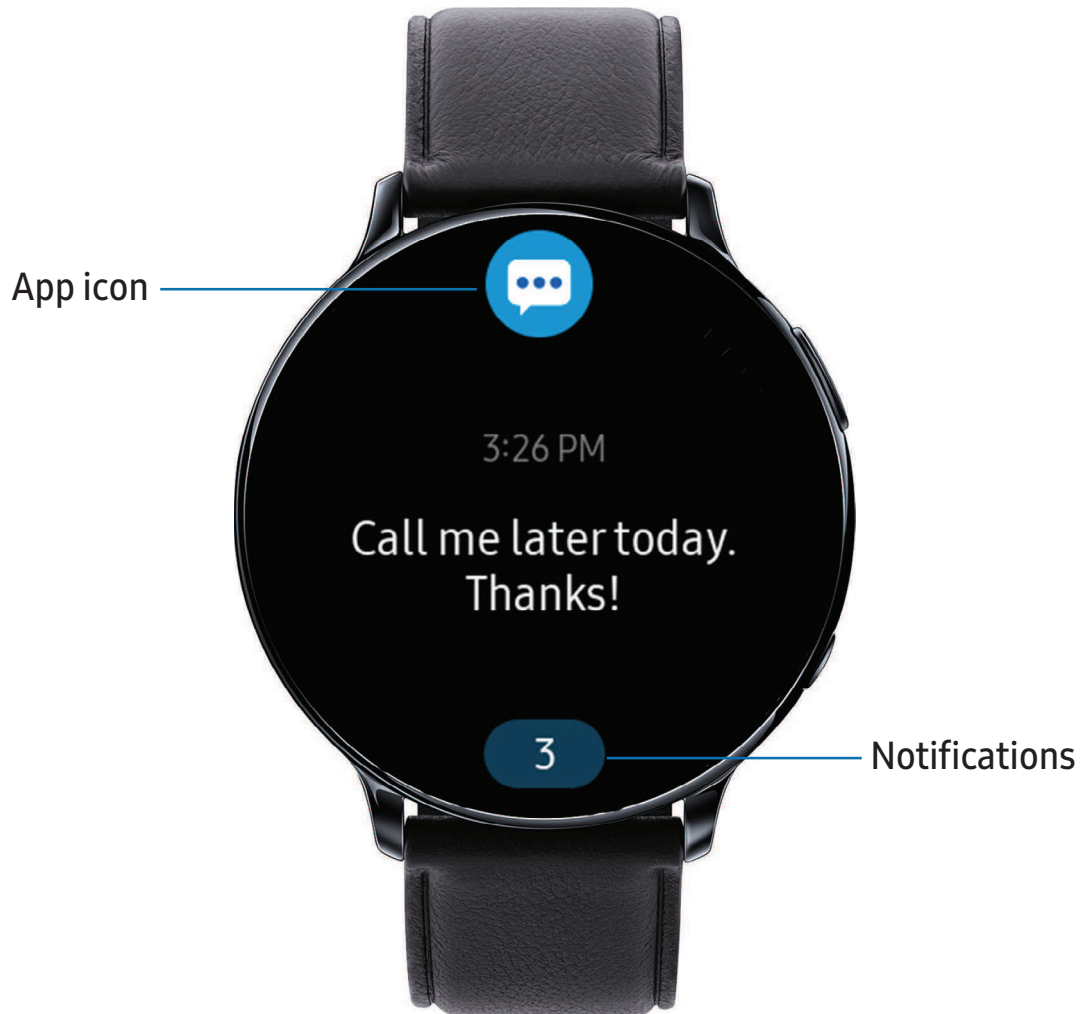 App icon
3:26 PM
Call me later today.
Thanks!
3
Notifications